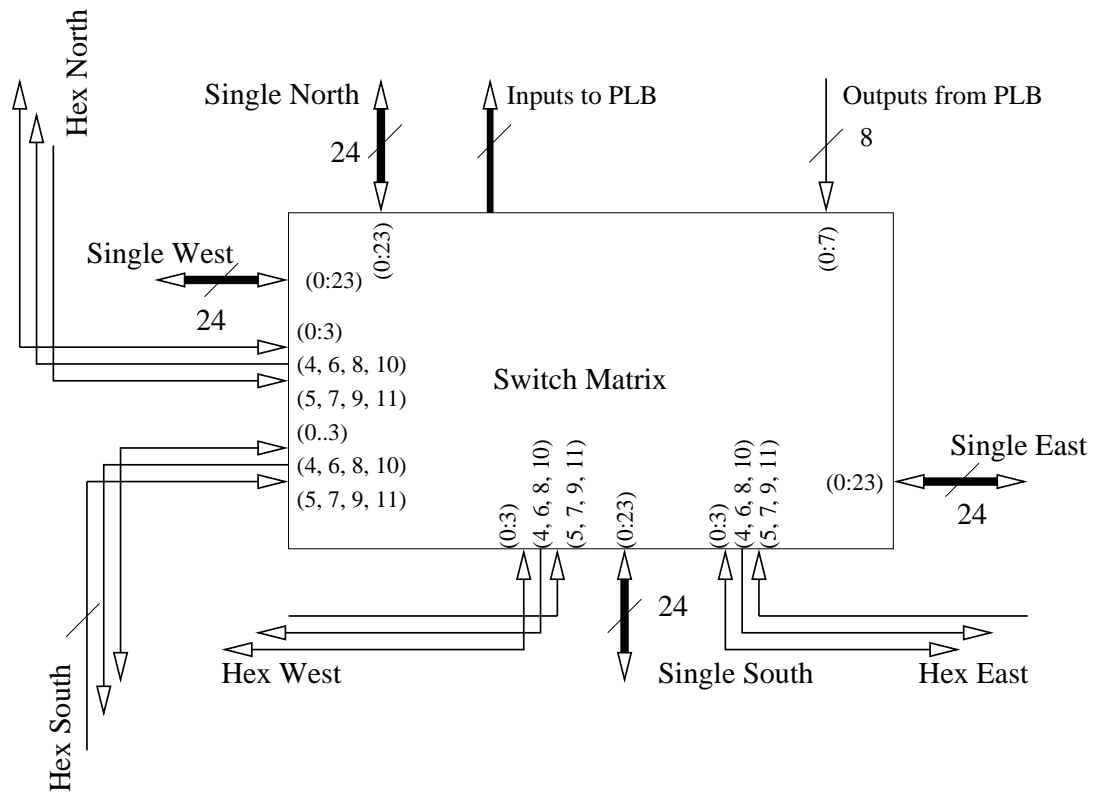 Hex North
Single North
24
Inputs to PLB
Outputs from PLB
8
(0:23)
(0:7)
Single West
24
(0:23)
(0:3)
(4, 6, 8, 10)
(5, 7, 9, 11)
(0..3)
(4, 6, 8, 10)
(5, 7, 9, 11)
Switch Matrix
Single East
24
(0:23)
(0:3)
(4, 6, 8, 10)
(5, 7, 9, 11)
(0:23)
(0:3)
(4, 6, 8, 10)
(5, 7, 9, 11)
24
Hex West
Single South
Hex East
Hex South